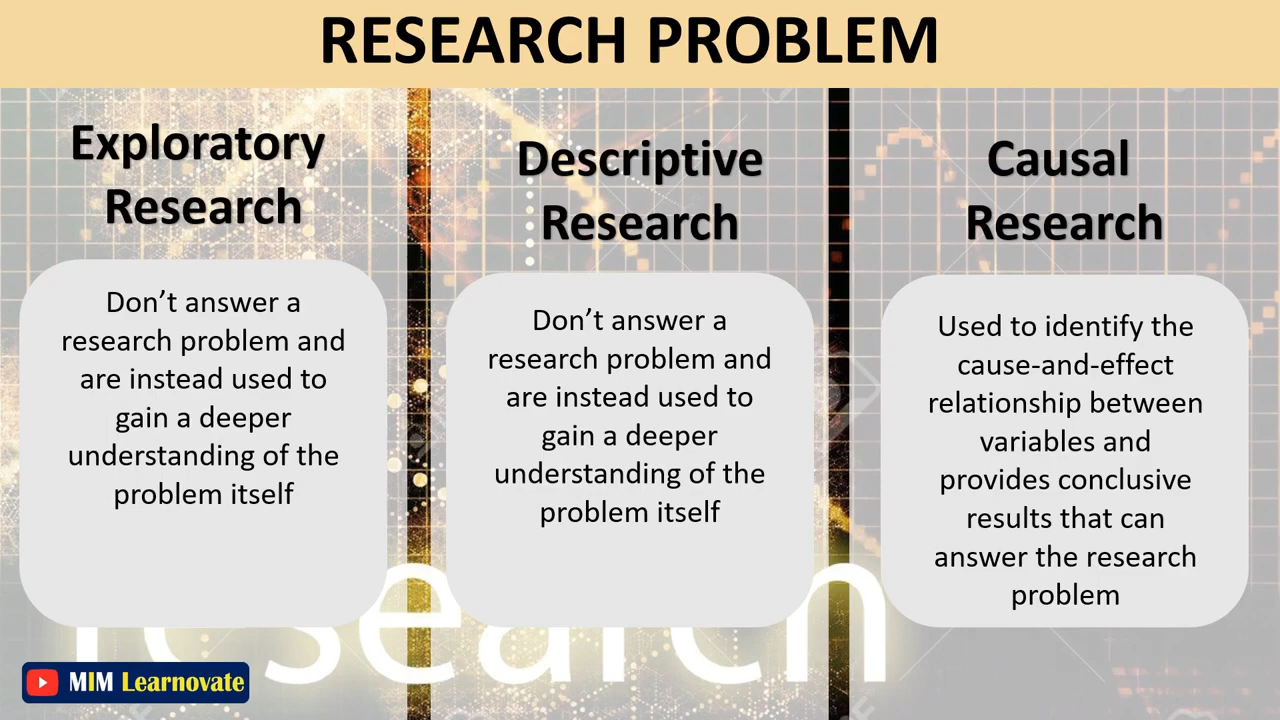 RESEARCH PROBLEM
Exploratory
Research
Don’t answer a
research problem and
are instead used to
gain a deeper
understanding of the
problem itself
Descriptive
Research
Don’t answer a
research problem and
are instead used to
gain a deeper
understanding of the
problem itself
Causal
Research
Used to identify the
cause-and-effect
relationship between
variables and
provides conclusive
results that can
answer the research
problem
research
MIM Learnovate